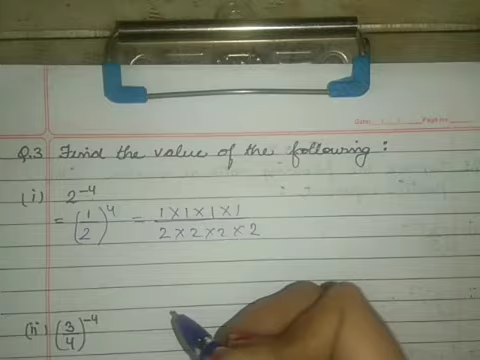 Date: / / Page No.
Q.3 Find the value of the following :
(i) 2⁻⁴
= (1/2)⁴ = 1×1×1×1 / 2×2×2×2
(ii) (3/4)⁻⁴